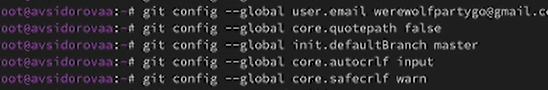 oot@avsidorovaa:~# git config --global user.email werewolfpartygo@gmail.c
oot@avsidorovaa:~# git config --global core.quotepath false
oot@avsidorovaa:~# git config --global init.defaultBranch master
oot@avsidorovaa:~# git config --global core.autocrlf input
oot@avsidorovaa:~# git config --global core.safecrlf warn